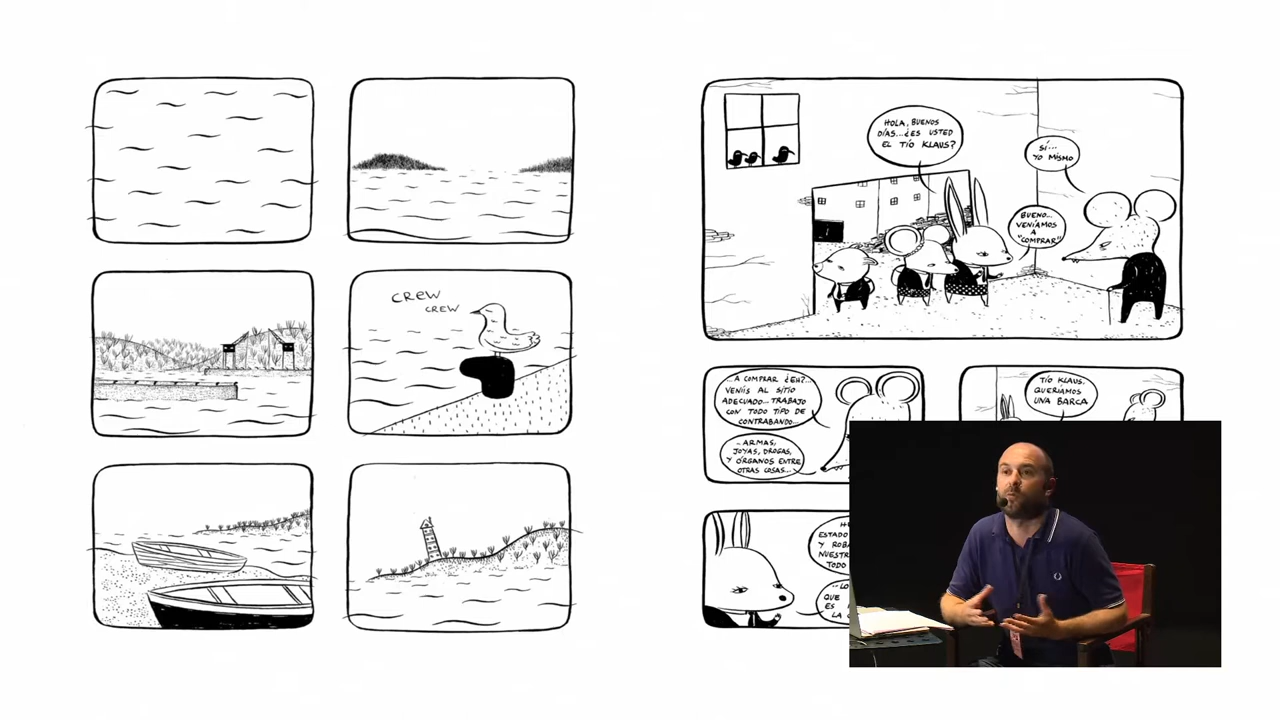 CREW
CREW
HOLA, BUENOS
DÍAS...¿ES USTED
EL TÍO KLAUS?
SÍ...
YO MISMO
BUENO...
VENÍAMOS
A
"COMPRAR"
...A COMPRAR ¿EH?...
VENÍS AL SITIO
ADECUADO...TRABAJO
CON TODO TIPO DE
CONTRABANDO...
...ARMAS,
JOYAS, DROGAS,
Y ÓRGANOS ENTRE
OTRAS COSAS...
TÍO KLAUS.
QUERÍAMOS
UNA BARCA
ESTADO
Y ROBA
NUESTR
TODO
..LO
QUE
ES
LA